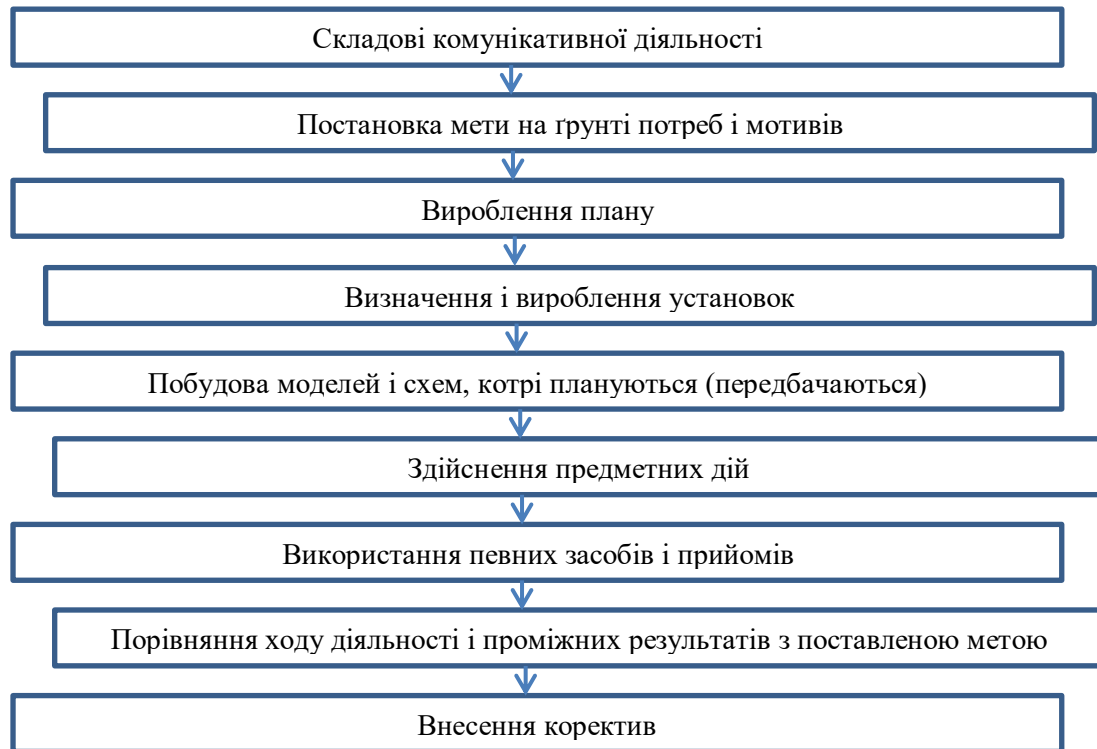 Складові комунікативної діяльності
Постановка мети на ґрунті потреб і мотивів
Вироблення плану
Визначення і вироблення установок
Побудова моделей і схем, котрі плануються (передбачаються)
Здійснення предметних дій
Використання певних засобів і прийомів
Порівняння ходу діяльності і проміжних результатів з поставленою метою
Внесення коректив